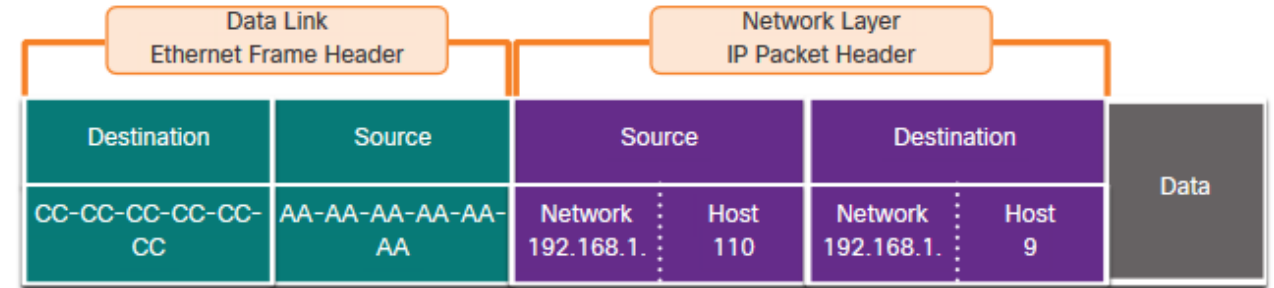 Data Link
Ethernet Frame Header
Network Layer
IP Packet Header
Destination
Source
Source
Destination
Data
CC-CC-CC-CC-CC-
CC
AA-AA-AA-AA-AA-
AA
Network
192.168.1.
Host
110
Network
192.168.1.
Host
9